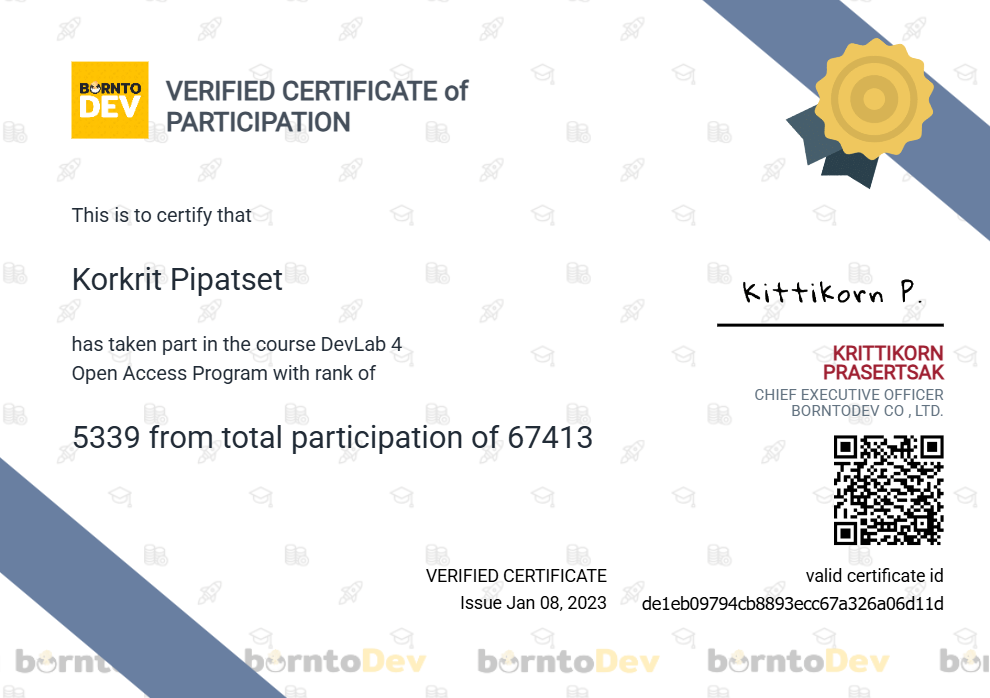 BORNTO
DEV
VERIFIED CERTIFICATE of
PARTICIPATION
This is to certify that
Korkrit Pipatset
has taken part in the course DevLab 4
Open Access Program with rank of
5339 from total participation of 67413
Kittikorn P.
KRITTIKORN
PRASERTSAK
CHIEF EXECUTIVE OFFICER
BORNTODEV CO , LTD.
VERIFIED CERTIFICATE
Issue Jan 08, 2023
valid certificate id
de1eb09794cb8893ecc67a326a06d11d
borntoDev borntoDev borntoDev borntoDev bo